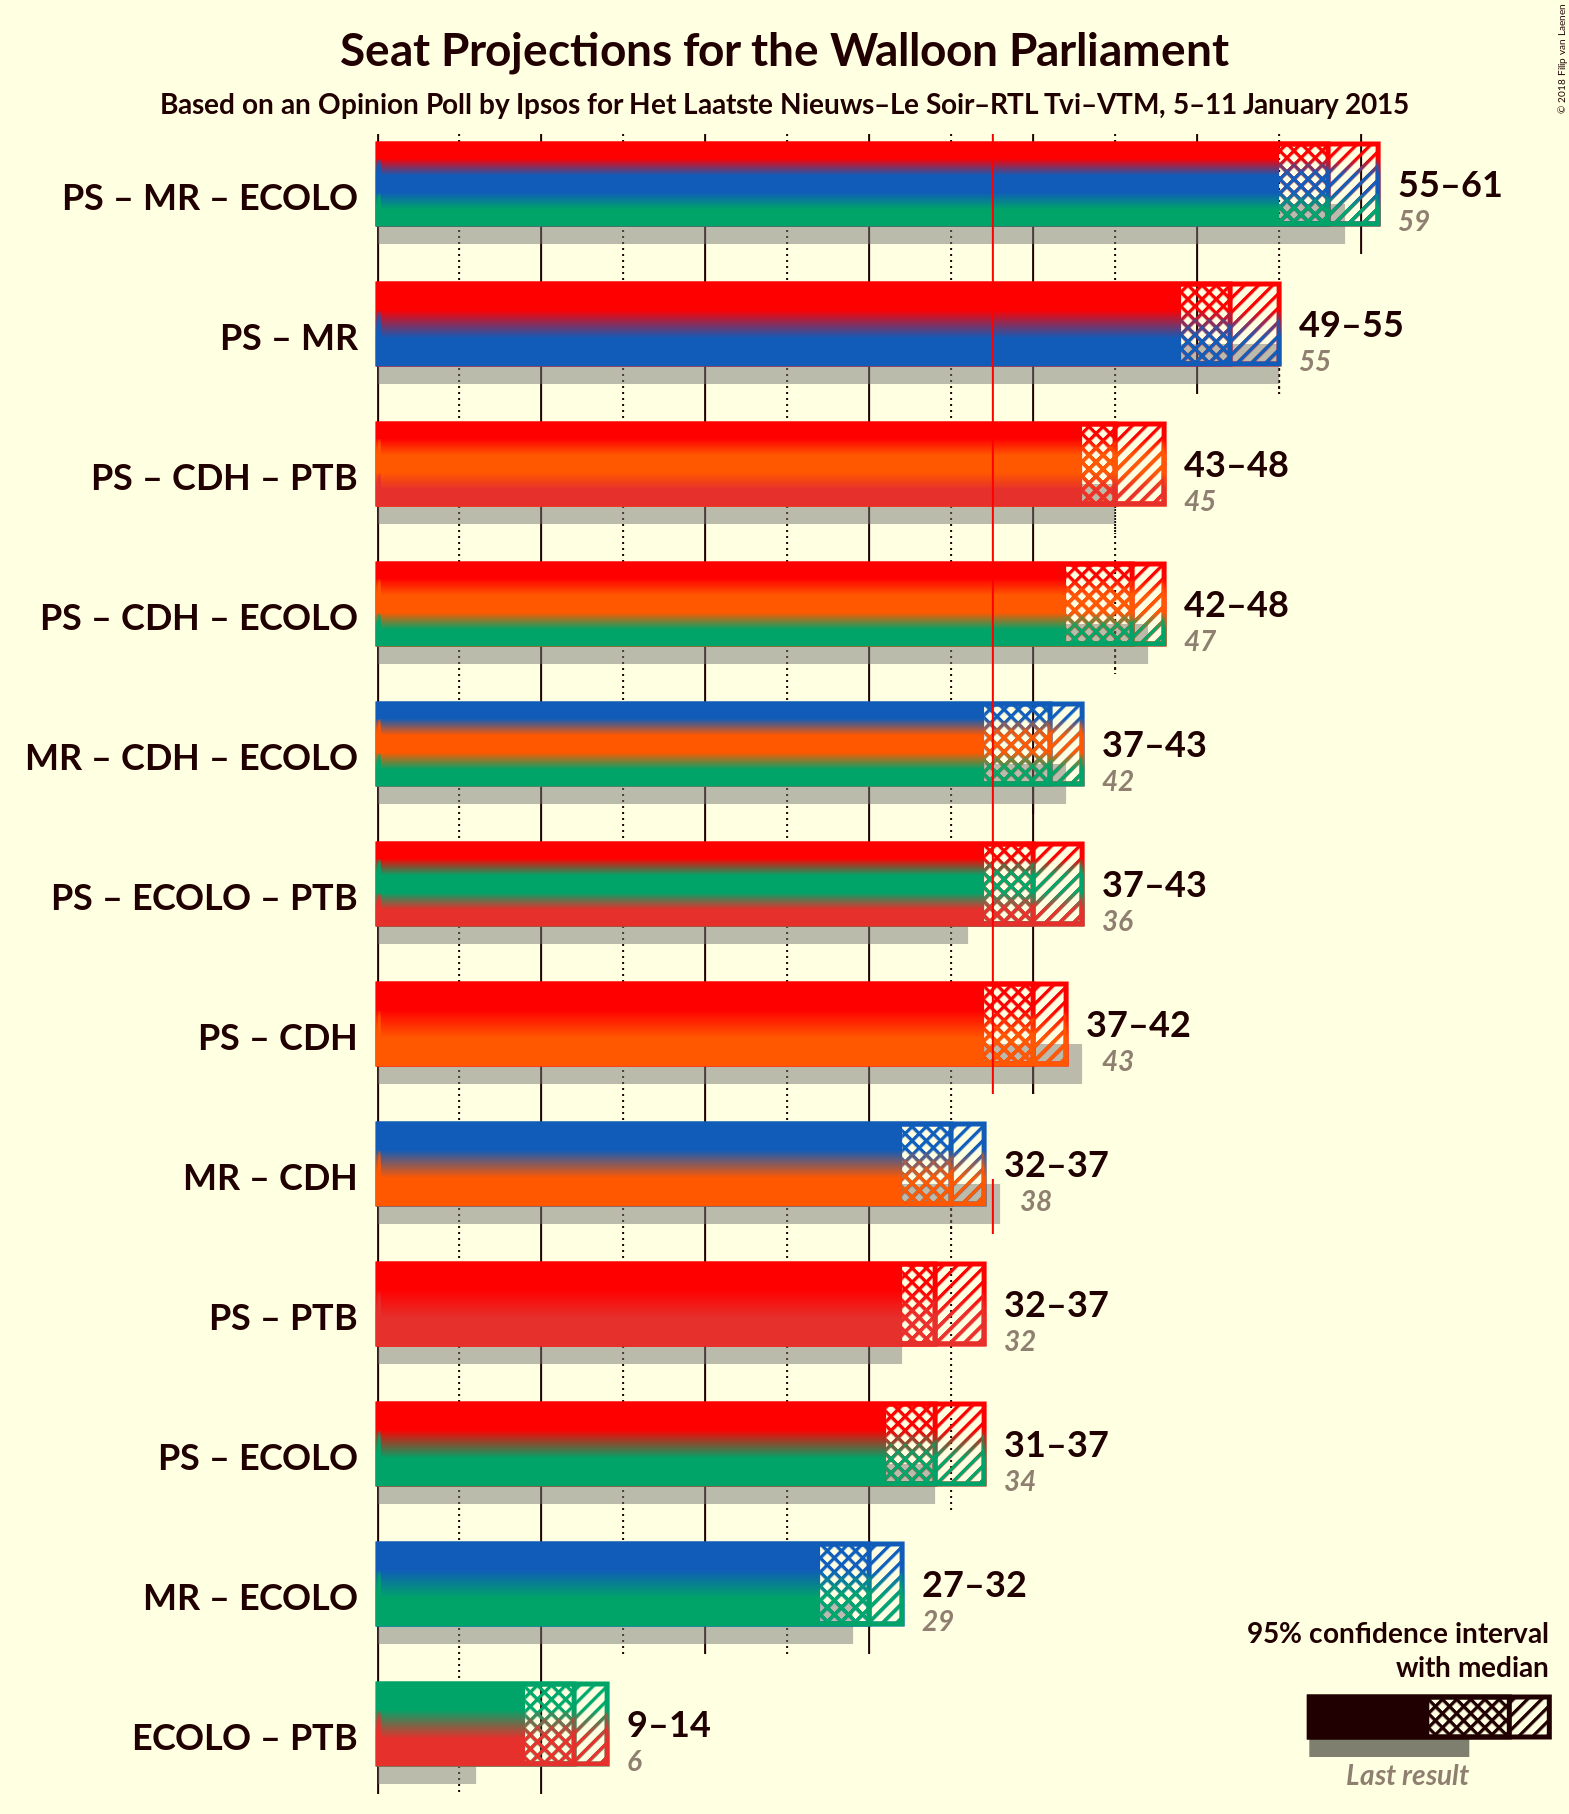 Seat Projections for the Walloon Parliament
Based on an Opinion Poll by Ipsos for Het Laatste Nieuws–Le Soir–RTL Tvi–VTM, 5–11 January 2015
© 2018 Filip van Laenen
PS – MR – ECOLO
55–61
59
PS – MR
49–55
55
PS – CDH – PTB
43–48
45
PS – CDH – ECOLO
42–48
47
MR – CDH – ECOLO
37–43
42
PS – ECOLO – PTB
37–43
36
PS – CDH
37–42
43
MR – CDH
32–37
38
PS – PTB
32–37
32
PS – ECOLO
31–37
34
MR – ECOLO
27–32
29
ECOLO – PTB
9–14
6
95% confidence interval
with median
Last result